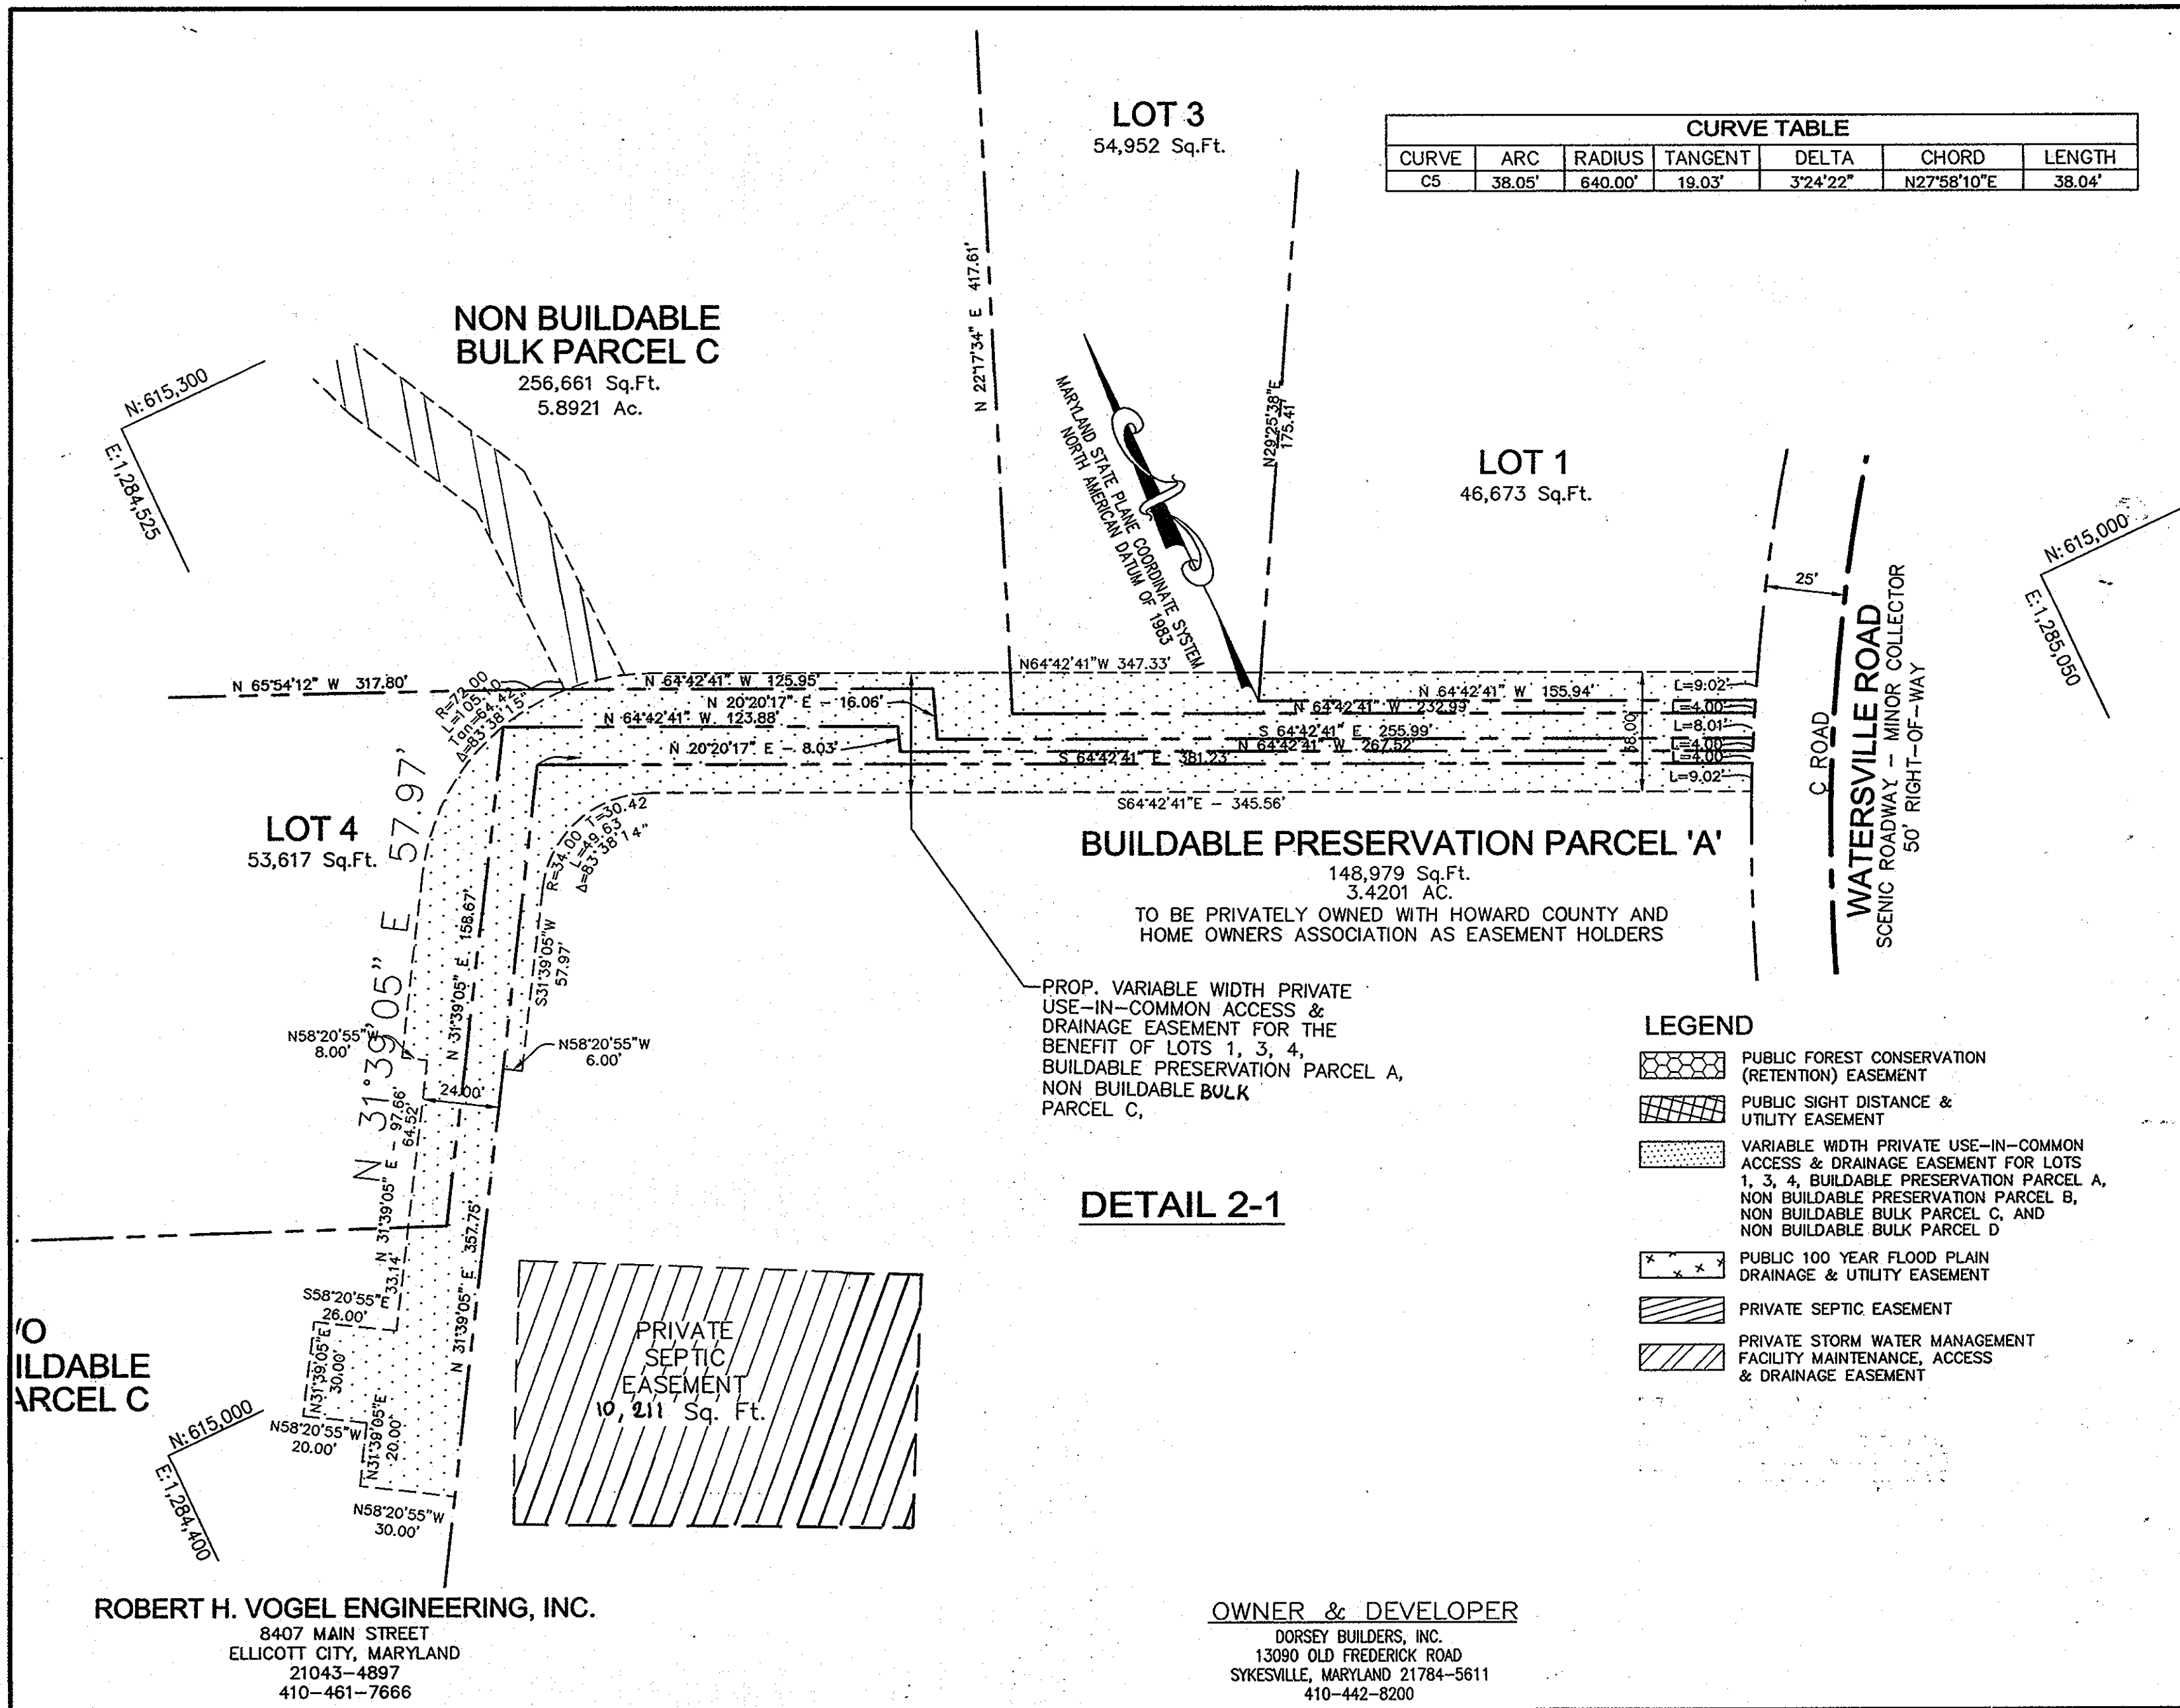 LOT 3
54,952 Sq.Ft.
CURVE TABLE
CURVE ARC RADIUS TANGENT DELTA CHORD LENGTH
C5 38.05' 640.00' 19.03' 3°24'22" N27°58'10"E 38.04'
N 22°17'34" E 417.61'
NON BUILDABLE
BULK PARCEL C
256,661 Sq.Ft.
5.8921 Ac.
N: 615,300
E: 1,284,525
MARYLAND STATE PLANE COORDINATE SYSTEM
NORTH AMERICAN DATUM OF 1983
N29°25'38"E
175.41'
LOT 1
46,673 Sq.Ft.
25'
N: 615,000
E: 1,285,050
WATERSVILLE ROAD
SCENIC ROADWAY - MINOR COLLECTOR
50' RIGHT-OF-WAY
℄ ROAD
N 65°54'12" W 317.80'
R=72.00
L=105.10
Tan=64.42
Δ=83°38'15"
N 64°42'41" W 125.95'
N 20°20'17" E - 16.06'
N 64°42'41" W 123.88'
N 20°20'17" E - 8.03'
N64°42'41"W 347.33'
N 64°42'41" W 155.94'
N 64°42'41" W 232.99'
S 64°42'41" E 255.99'
N 64°42'41" W 267.52'
S 64°42'41" E 381.23'
S64°42'41"E - 345.56'
38.00'
L=9.02'
L=4.00'
L=8.01'
L=4.00'
L=4.00'
L=9.02'
LOT 4
53,617 Sq.Ft.
N 31°39'05" E 57.97'
R=34.00 T=30.42
L=49.63
Δ=83°38'14"
BUILDABLE PRESERVATION PARCEL 'A'
148,979 Sq.Ft.
3.4201 AC.
TO BE PRIVATELY OWNED WITH HOWARD COUNTY AND
HOME OWNERS ASSOCIATION AS EASEMENT HOLDERS
N 31°39'05" E 158.67'
S31°39'05"W
57.97'
N58°20'55"W
8.00'
N58°20'55"W
6.00'
24.00'
PROP. VARIABLE WIDTH PRIVATE
USE-IN-COMMON ACCESS &
DRAINAGE EASEMENT FOR THE
BENEFIT OF LOTS 1, 3, 4,
BUILDABLE PRESERVATION PARCEL A,
NON BUILDABLE BULK
PARCEL C,
N 31°39'05" E - 97.66'
64.52'
33.14'
N 31°39'05" E 357.75'
DETAIL 2-1
LEGEND
PUBLIC FOREST CONSERVATION
(RETENTION) EASEMENT
PUBLIC SIGHT DISTANCE &
UTILITY EASEMENT
VARIABLE WIDTH PRIVATE USE-IN-COMMON
ACCESS & DRAINAGE EASEMENT FOR LOTS
1, 3, 4, BUILDABLE PRESERVATION PARCEL A,
NON BUILDABLE PRESERVATION PARCEL B,
NON BUILDABLE BULK PARCEL C, AND
NON BUILDABLE BULK PARCEL D
PUBLIC 100 YEAR FLOOD PLAIN
DRAINAGE & UTILITY EASEMENT
PRIVATE SEPTIC EASEMENT
PRIVATE STORM WATER MANAGEMENT
FACILITY MAINTENANCE, ACCESS
& DRAINAGE EASEMENT
S58°20'55"E
26.00'
N31°39'05"E
30.00'
N58°20'55"W
20.00'
N31°39'05"E
20.00'
N58°20'55"W
30.00'
PRIVATE
SEPTIC
EASEMENT
10,211 Sq. Ft.
/O
ILDABLE
ARCEL C
N: 615,000
E: 1,284,400
ROBERT H. VOGEL ENGINEERING, INC.
8407 MAIN STREET
ELLICOTT CITY, MARYLAND
21043-4897
410-461-7666
OWNER & DEVELOPER
DORSEY BUILDERS, INC.
13090 OLD FREDERICK ROAD
SYKESVILLE, MARYLAND 21784-5611
410-442-8200